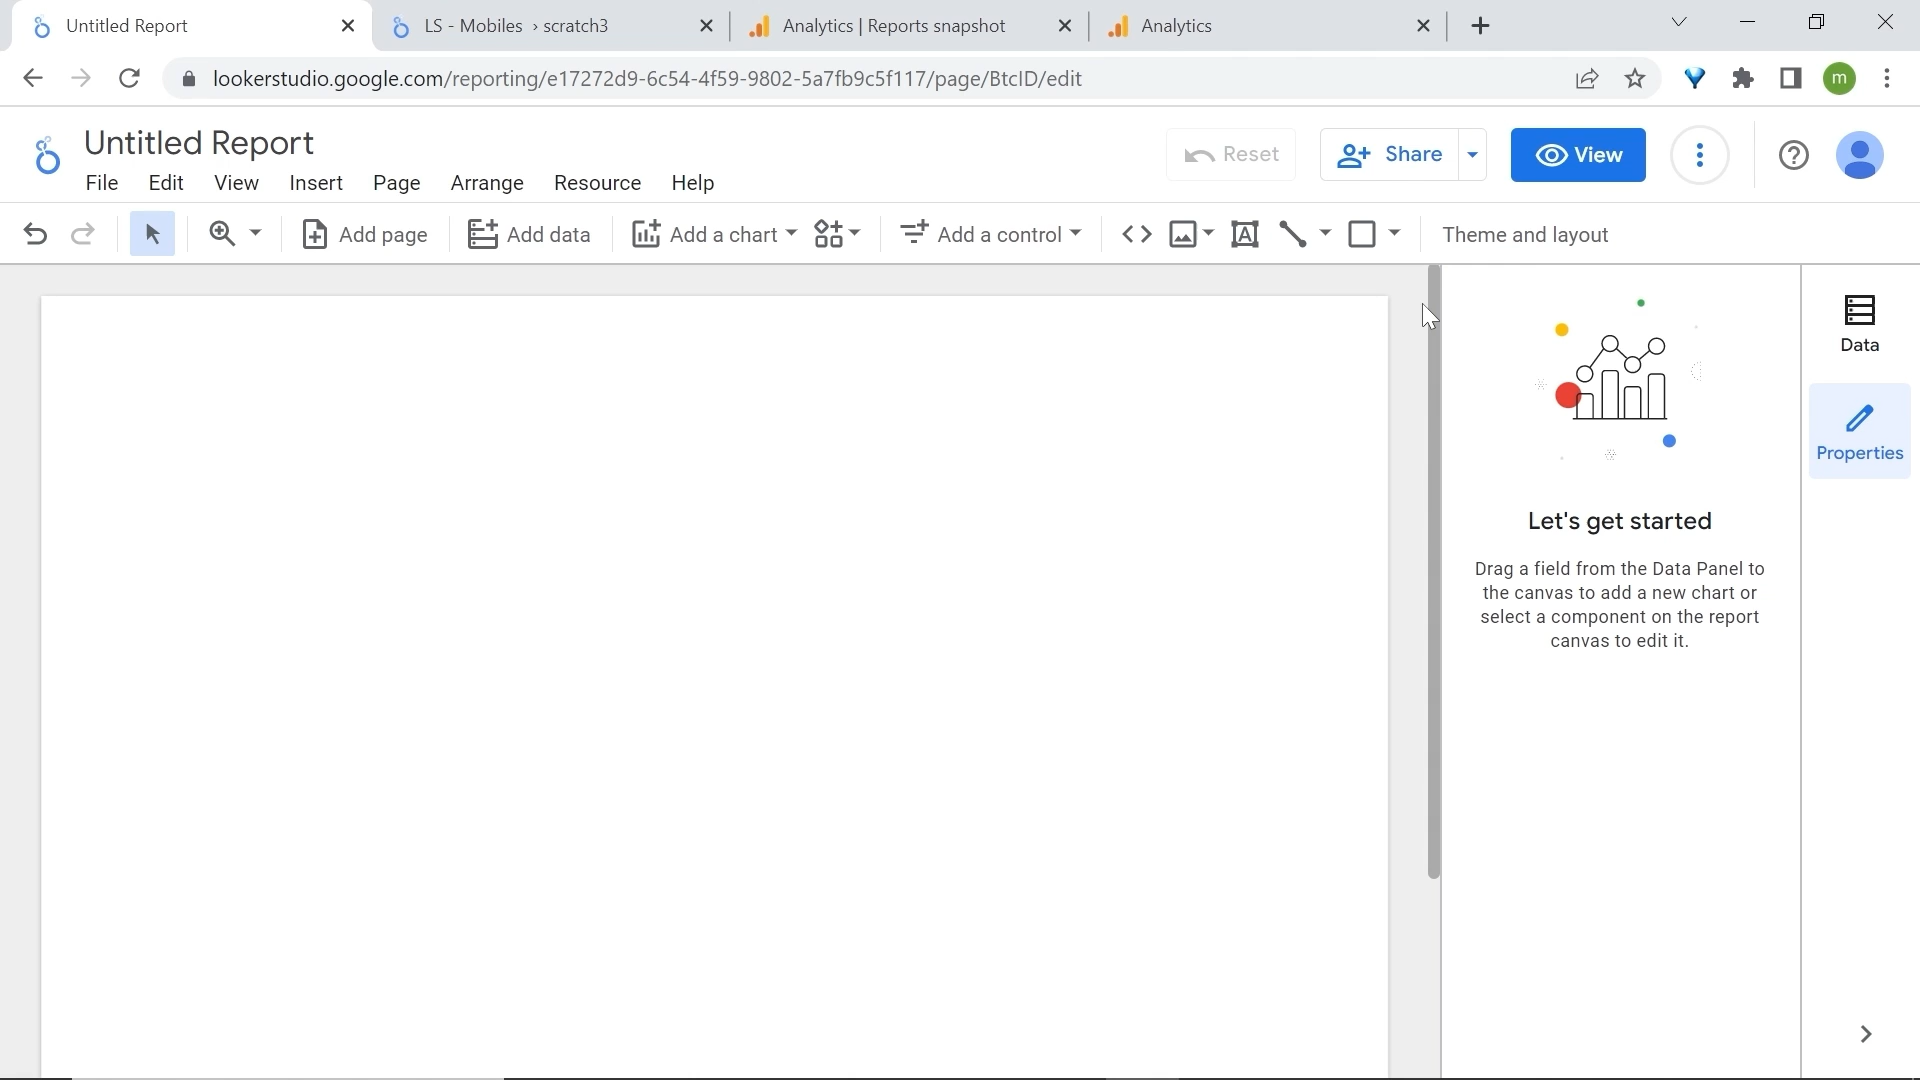 Untitled Report
LS - Mobiles › scratch3
Analytics | Reports snapshot
Analytics
lookerstudio.google.com/reporting/e17272d9-6c54-4f59-9802-5a7fb9c5f117/page/BtcID/edit
m
Untitled Report
Reset
Share
View
File Edit View Insert Page Arrange Resource Help
Add page
Add data
Add a chart
Add a control
Theme and layout
Data
Properties
Let's get started
Drag a field from the Data Panel to
the canvas to add a new chart or
select a component on the report
canvas to edit it.